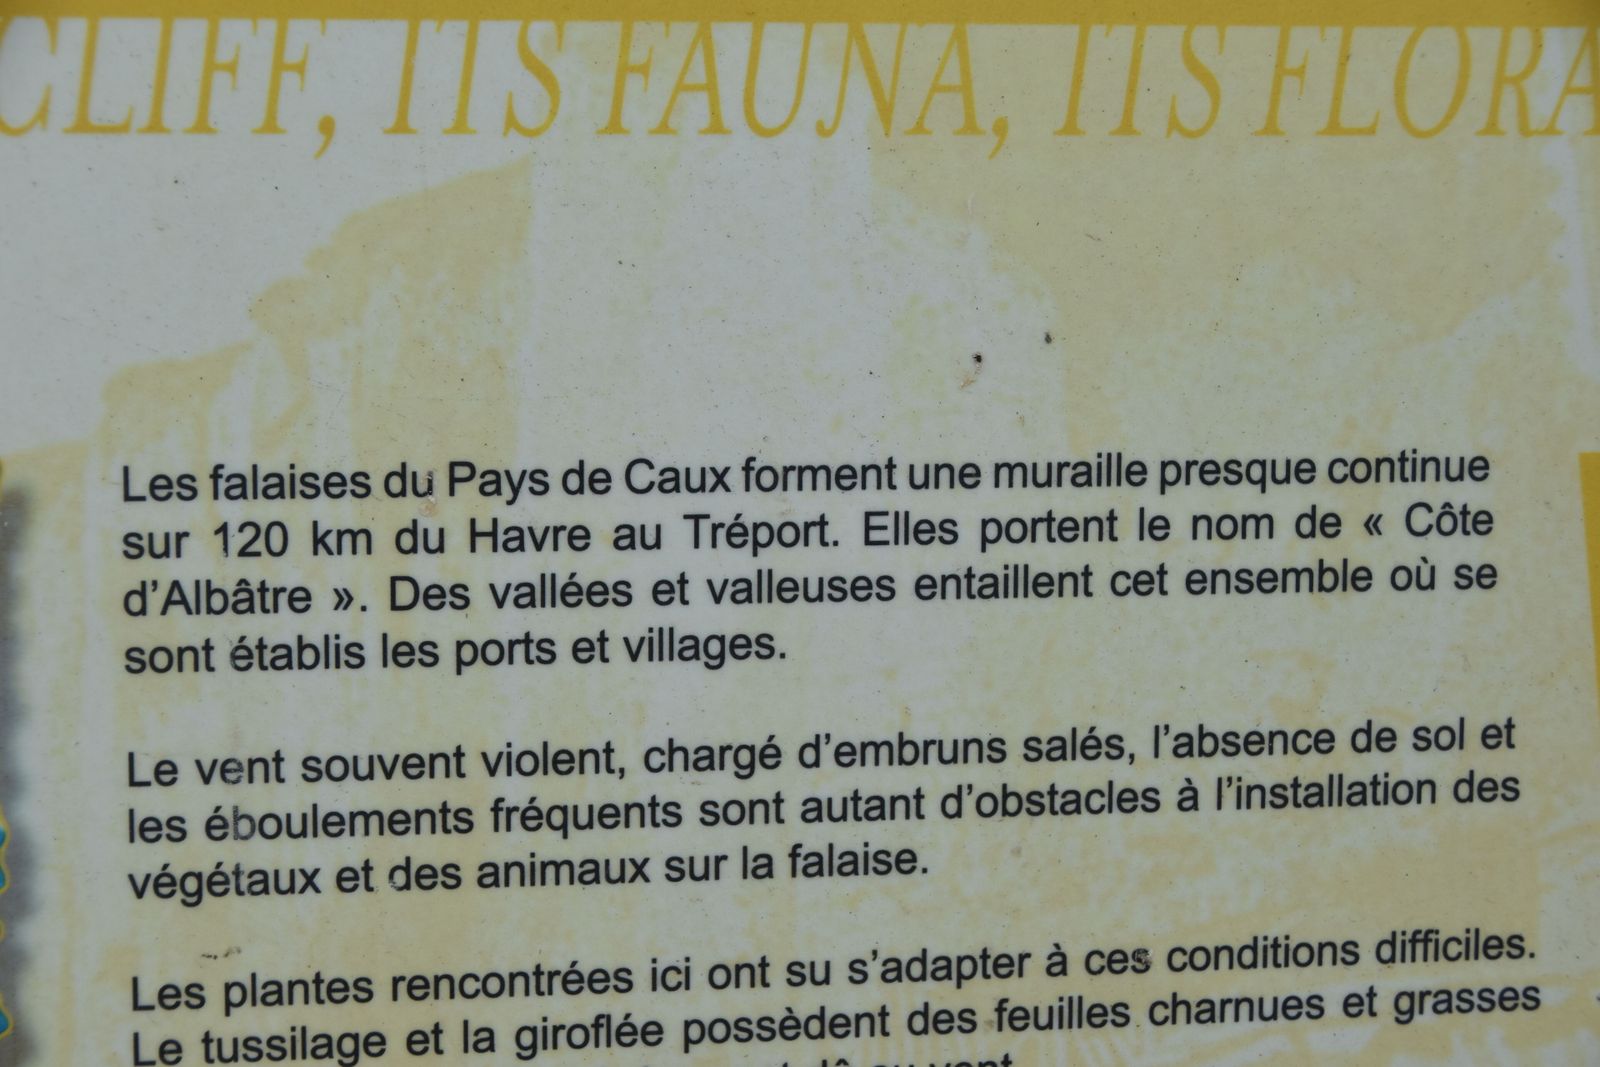 CLIFF, ITS FAUNA, ITS FLORA
Les falaises du Pays de Caux forment une muraille presque continue
sur 120 km du Havre au Tréport. Elles portent le nom de « Côte
d’Albâtre ». Des vallées et valleuses entaillent cet ensemble où se
sont établis les ports et villages.
Le vent souvent violent, chargé d’embruns salés, l’absence de sol et
les éboulements fréquents sont autant d’obstacles à l’installation des
végétaux et des animaux sur la falaise.
Les plantes rencontrées ici ont su s’adapter à ces conditions difficiles.
Le tussilage et la giroflée possèdent des feuilles charnues et grasses
au vent